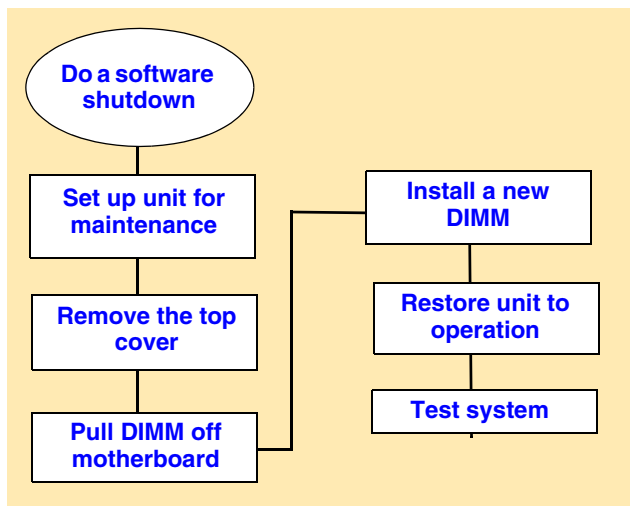 Do a software
shutdown
Set up unit for
maintenance
Remove the top
cover
Pull DIMM off
motherboard
Install a new
DIMM
Restore unit to
operation
Test system